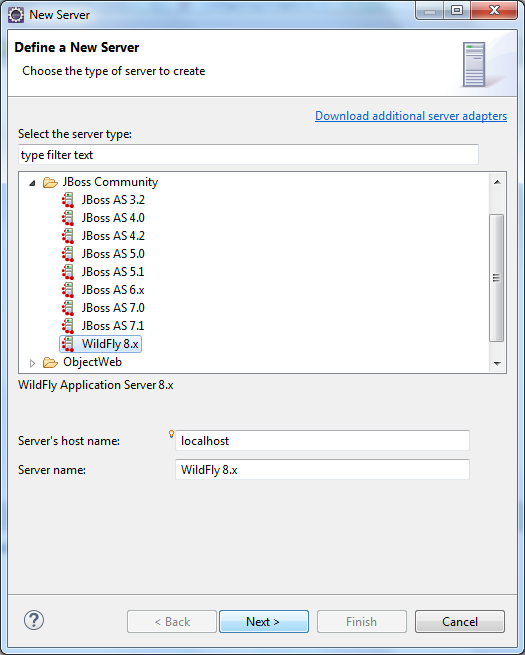 New Server
Define a New Server
Choose the type of server to create
Download additional server adapters
Select the server type:
type filter text
JBoss Community
JBoss AS 3.2
JBoss AS 4.0
JBoss AS 4.2
JBoss AS 5.0
JBoss AS 5.1
JBoss AS 6.x
JBoss AS 7.0
JBoss AS 7.1
WildFly 8.x
ObjectWeb
WildFly Application Server 8.x
Server's host name: localhost
Server name: WildFly 8.x
? < Back Next > Finish Cancel